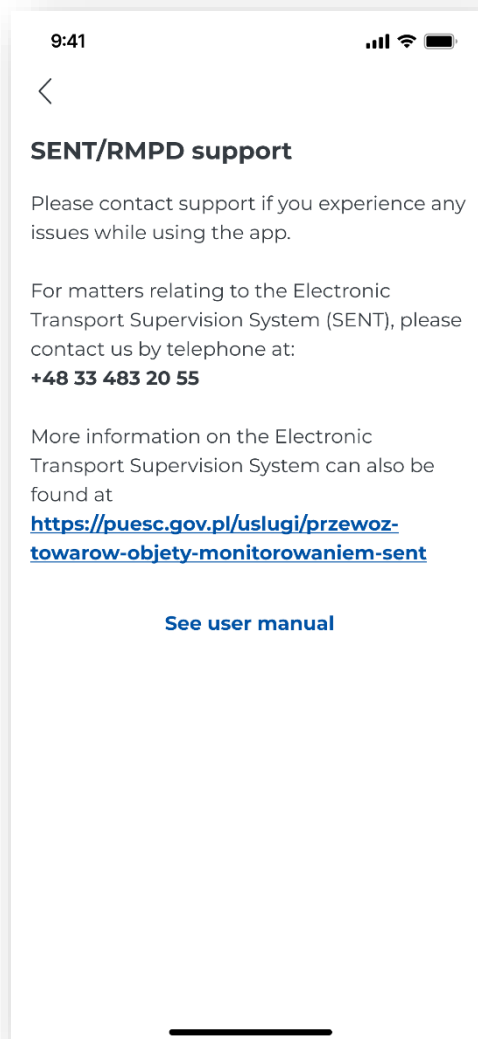 9:41
SENT/RMPD support
Please contact support if you experience any
issues while using the app.
For matters relating to the Electronic
Transport Supervision System (SENT), please
contact us by telephone at:
+48 33 483 20 55
More information on the Electronic
Transport Supervision System can also be
found at
https://puesc.gov.pl/uslugi/przewoz-
towarow-objety-monitorowaniem-sent
See user manual